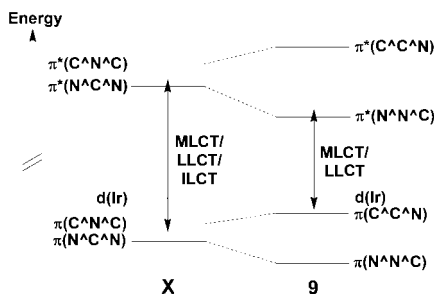 Energy
π*(C^C^N)
π*(C^N^C)
π*(N^C^N)
π*(N^N^C)
MLCT/
LLCT/
ILCT
MLCT/
LLCT
d(Ir)
d(Ir)
π(C^C^N)
π(C^N^C)
π(N^C^N)
π(N^N^C)
X
9